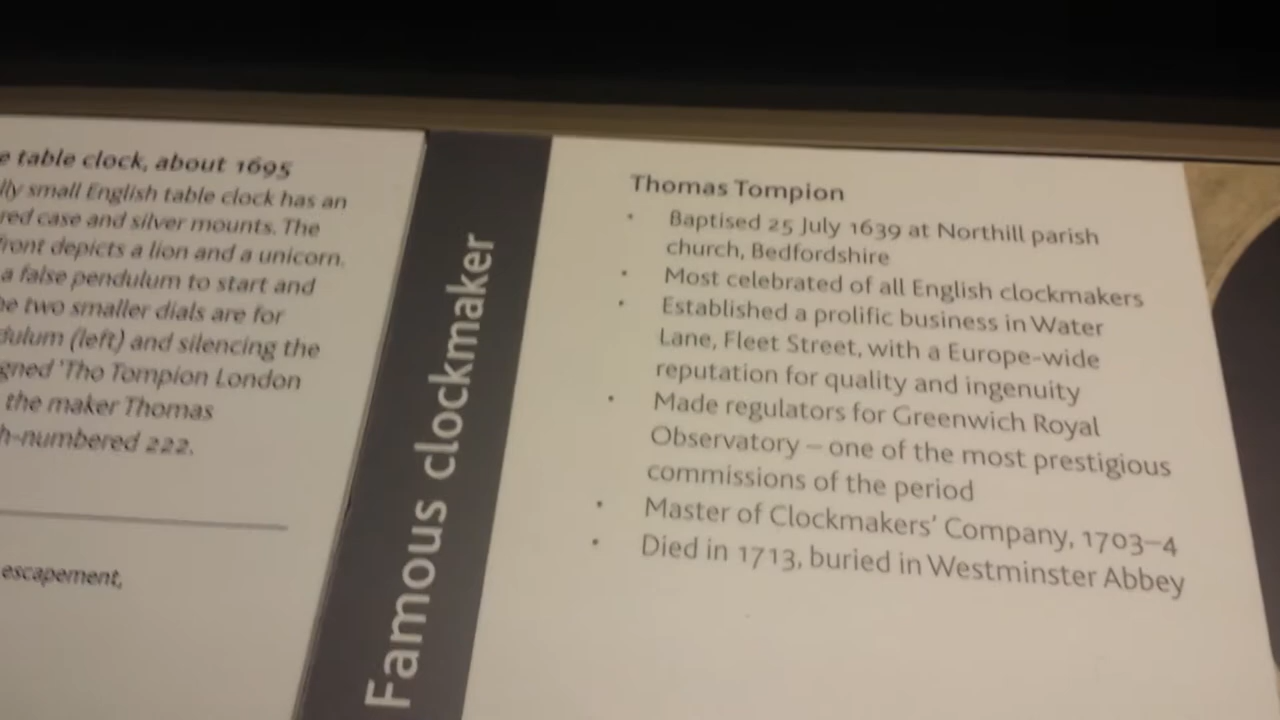 e table clock, about 1695
lly small English table clock has an
red case and silver mounts. The
front depicts a lion and a unicorn.
a false pendulum to start and
he two smaller dials are for
dulum (left) and silencing the
gned 'Tho Tompion London
the maker Thomas
h-numbered 222.
escapement,
Famous clockmaker
Thomas Tompion
• Baptised 25 July 1639 at Northill parish
church, Bedfordshire
• Most celebrated of all English clockmakers
• Established a prolific business in Water
Lane, Fleet Street, with a Europe-wide
reputation for quality and ingenuity
• Made regulators for Greenwich Royal
Observatory – one of the most prestigious
commissions of the period
• Master of Clockmakers' Company, 1703–4
• Died in 1713, buried in Westminster Abbey